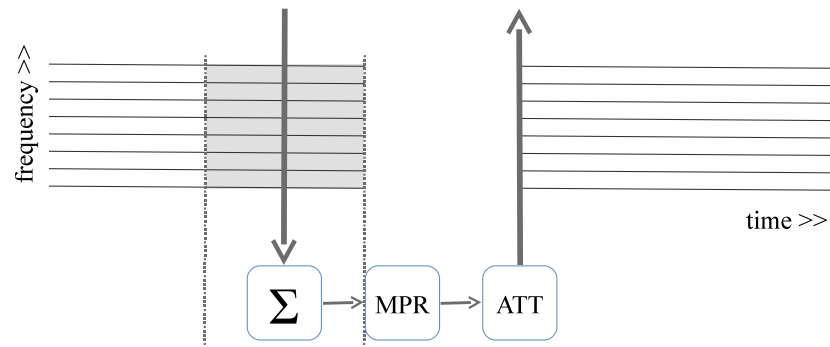 frequency >>
time >>
Σ
MPR
ATT